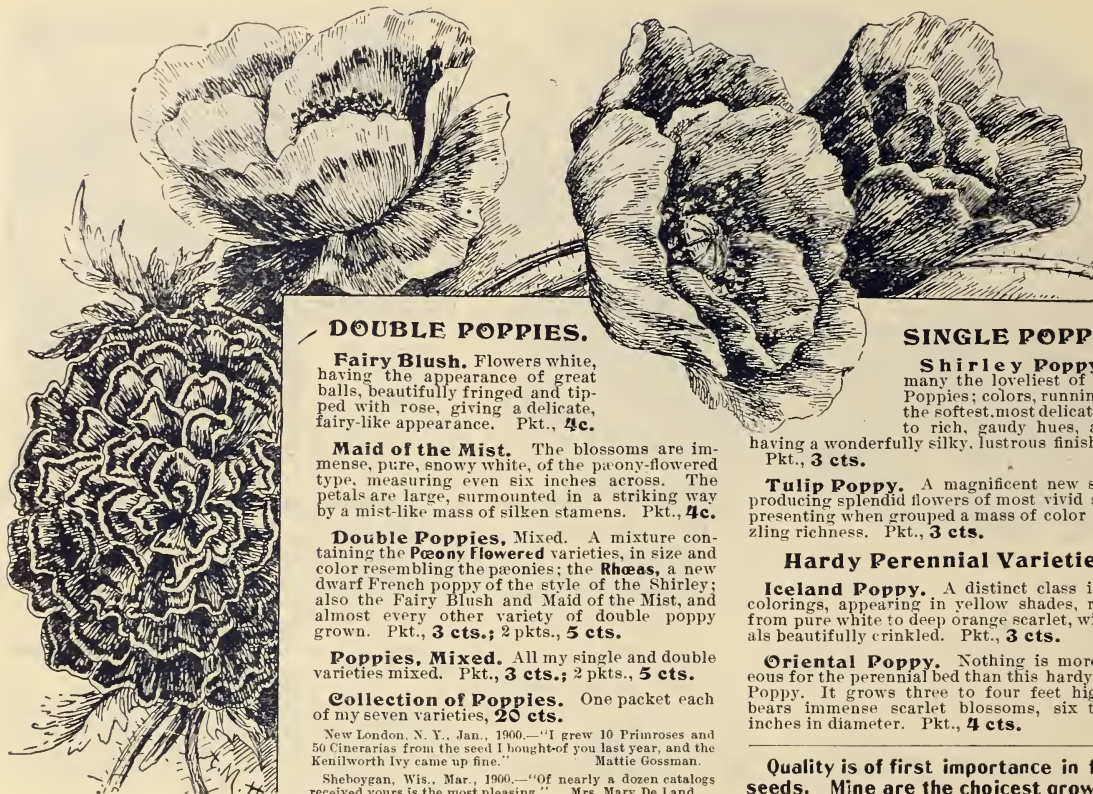 DOUBLE POPPIES.
Fairy Blush. Flowers white,
having the appearance of great
balls, beautifully fringed and tip-
ped with rose, giving a delicate,
fairy-like appearance. Pkt., 4c.
Maid of the Mist. The blossoms are im-
mense, pure, snowy white, of the pæony-flowered
type, measuring even six inches across. The
petals are large, surmounted in a striking way
by a mist-like mass of silken stamens. Pkt., 4c.
Double Poppies, Mixed. A mixture con-
taining the Pœony Flowered varieties, in size and
color resembling the pæonies; the Rhœas, a new
dwarf French poppy of the style of the Shirley;
also the Fairy Blush and Maid of the Mist, and
almost every other variety of double poppy
grown. Pkt., 3 cts.; 2 pkts., 5 cts.
Poppies, Mixed. All my single and double
varieties mixed. Pkt., 3 cts.; 2 pkts., 5 cts.
Collection of Poppies. One packet each
of my seven varieties, 20 cts.
New London, N. Y., Jan., 1900.—"I grew 10 Primroses and
50 Cinerarias from the seed I bought of you last year, and the
Kenilworth Ivy came up fine." Mattie Gossman.
Sheboygan, Wis., Mar., 1900.—"Of nearly a dozen catalogs
received yours is the most pleasing." Mrs. Mary De Land
SINGLE POPP
Shirley Poppy
many the loveliest of
Poppies; colors, runnin
the softest, most delicat
to rich, gaudy hues, a
having a wonderfully silky, lustrous finish
Pkt., 3 cts.
Tulip Poppy. A magnificent new s
producing splendid flowers of most vivid s
presenting when grouped a mass of color
zling richness. Pkt., 3 cts.
Hardy Perennial Varietie
Iceland Poppy. A distinct class i
colorings, appearing in yellow shades, r
from pure white to deep orange scarlet, wi
als beautifully crinkled. Pkt., 3 cts.
Oriental Poppy. Nothing is more
eous for the perennial bed than this hardy
Poppy. It grows three to four feet hig
bears immense scarlet blossoms, six t
inches in diameter. Pkt., 4 cts.
Quality is of first importance in f
seeds. Mine are the choicest grow